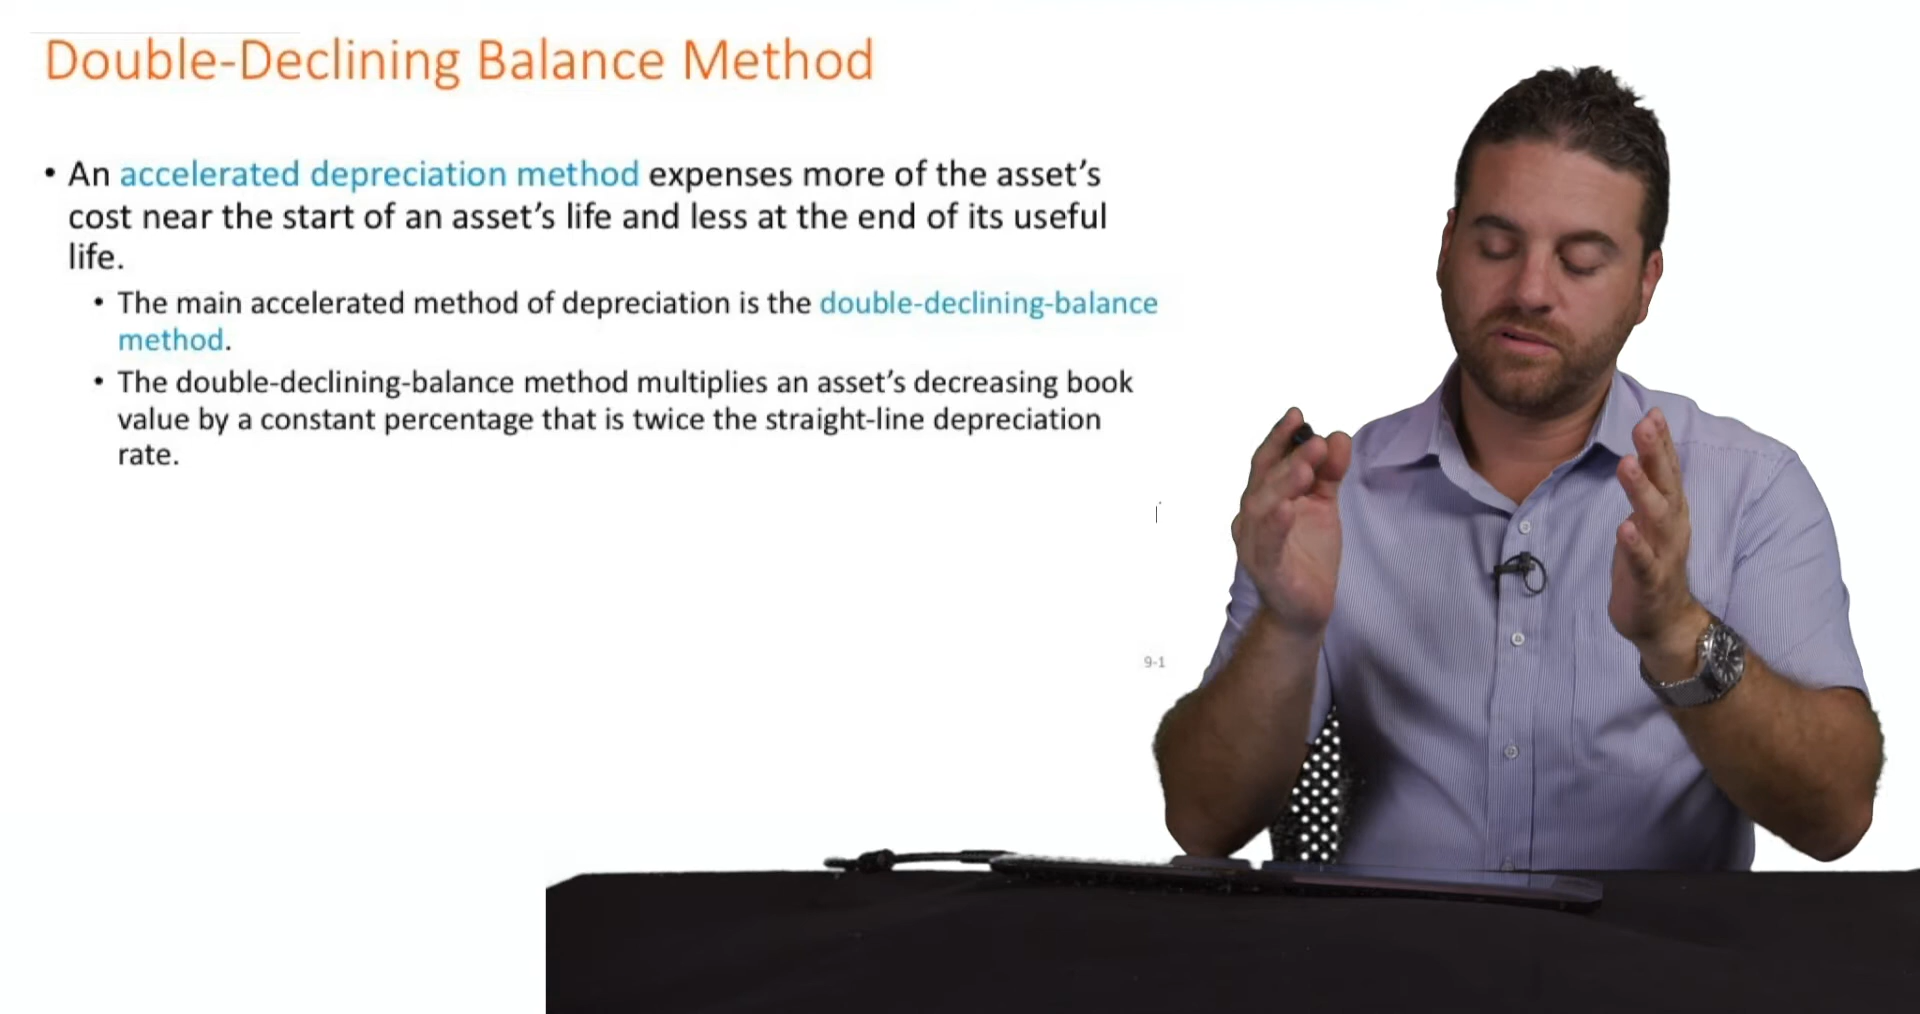 Double-Declining Balance Method
• An accelerated depreciation method expenses more of the asset’s
cost near the start of an asset’s life and less at the end of its useful
life.
• The main accelerated method of depreciation is the double-declining-balance
method.
• The double-declining-balance method multiplies an asset’s decreasing book
value by a constant percentage that is twice the straight-line depreciation
rate.
9-1